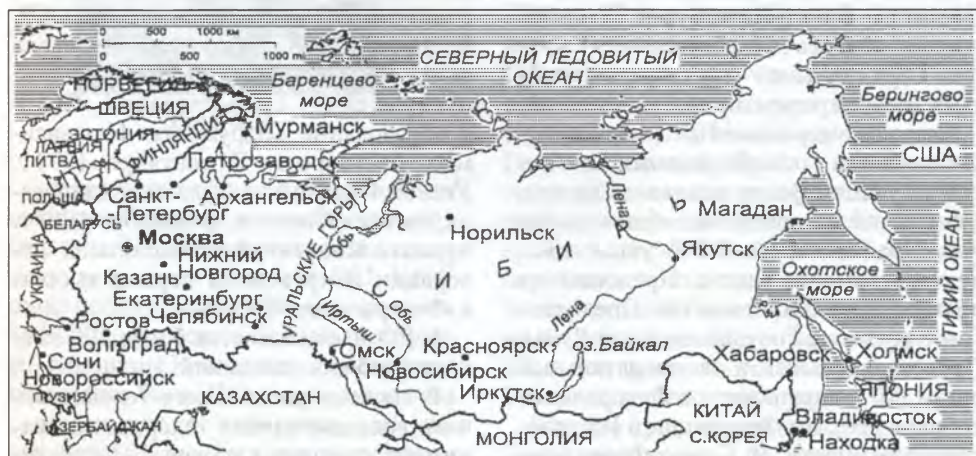 0 500 1000 км
0 500 1000 mi
СЕВЕРНЫЙ ЛЕДОВИТЫЙ
ОКЕАН
Баренцево
море
Берингово
море
США
НОРВЕГИЯ
ШВЕЦИЯ
ЭСТОНИЯ
ФИНЛЯНДИЯ
ЛАТВИЯ
ЛИТВА
Мурманск
Петрозаводск
ПОЛЬША
Санкт-
-Петербург
Архангельск
БЕЛАРУСЬ
УКРАИНА
Москва
Нижний
Новгород
Казань
Екатеринбург
Челябинск
УРАЛЬСКИЕ ГОРЫ
Обь
Норильск
Лена
Магадан
Якутск
С И Б И Р Ь
Охотское
море
ТИХИЙ ОКЕАН
Ростов
Волгоград
Иртыш
Обь
Омск
Новосибирск
Красноярск
Лена
оз.Байкал
Иркутск
Хабаровск
Холмск
Сочи
Новороссийск
ГРУЗИЯ
АЗЕРБАЙДЖАН
КАЗАХСТАН
МОНГОЛИЯ
КИТАЙ
С.КОРЕЯ
ЯПОНИЯ
Владивосток
Находка